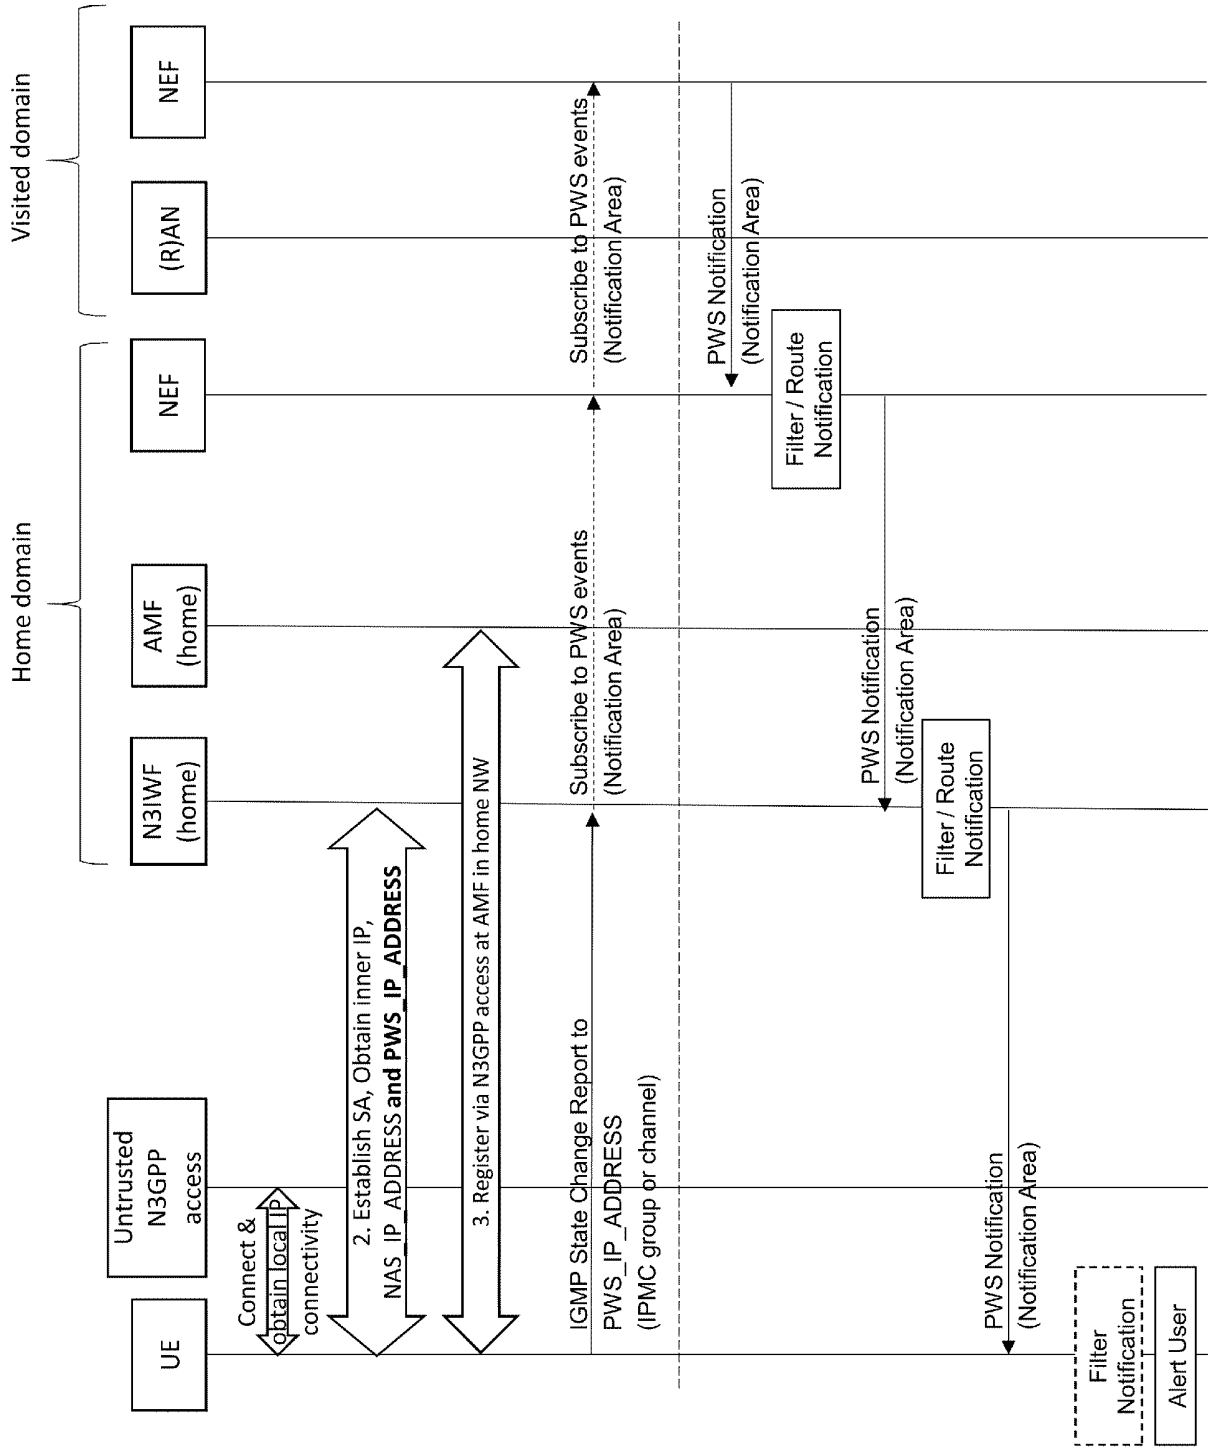 Home domain
Visited domain
UE
Untrusted
N3GPP
access
N3IWF
(home)
AMF
(home)
NEF
(R)AN
NEF
Connect &
obtain local IP
connectivity
2. Establish SA, Obtain inner IP,
NAS_IP_ADDRESS and PWS_IP_ADDRESS
3. Register via N3GPP access at AMF in home NW
IGMP State Change Report to
PWS_IP_ADDRESS
(IPMC group or channel)
Subscribe to PWS events
(Notification Area)
Subscribe to PWS events
(Notification Area)
PWS Notification
(Notification Area)
Filter / Route
Notification
PWS Notification
(Notification Area)
Filter / Route
Notification
PWS Notification
(Notification Area)
Filter
Notification
Alert User